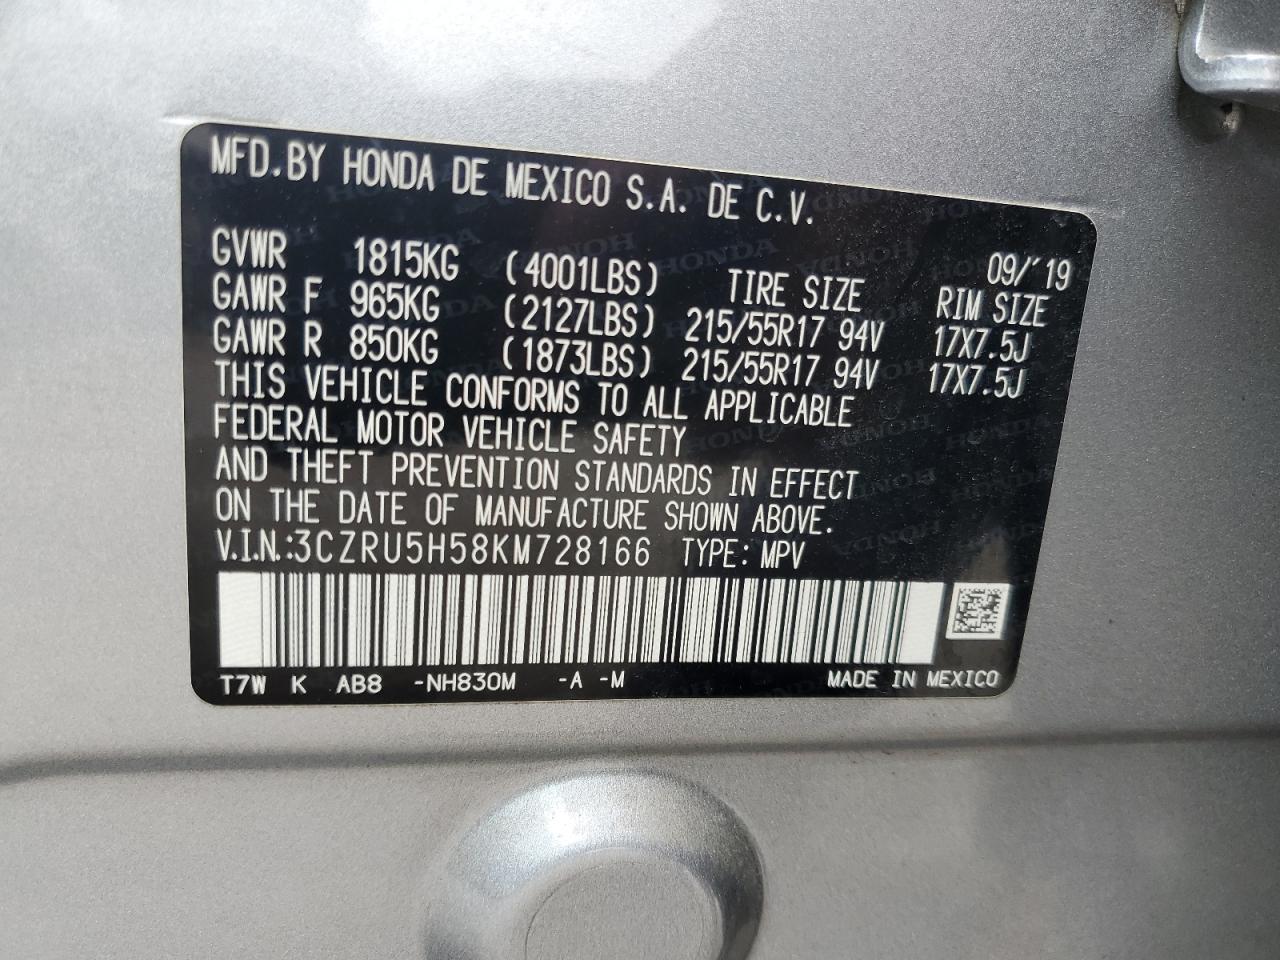 MFD. BY HONDA DE MEXICO S.A. DE C.V.
09/'19
GVWR 1815KG (4001LBS) TIRE SIZE RIM SIZE
GAWR F 965KG (2127LBS) 215/55R17 94V 17X7.5J
GAWR R 850KG (1873LBS) 215/55R17 94V 17X7.5J
THIS VEHICLE CONFORMS TO ALL APPLICABLE
FEDERAL MOTOR VEHICLE SAFETY
AND THEFT PREVENTION STANDARDS IN EFFECT
ON THE DATE OF MANUFACTURE SHOWN ABOVE.
V.I.N.:3CZRU5H58KM728166 TYPE: MPV
T7W K AB8 -NH830M -A -M MADE IN MEXICO